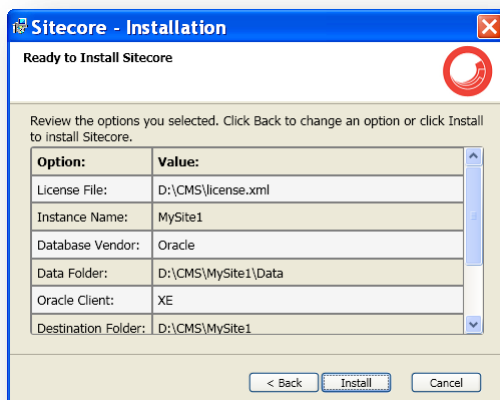 Sitecore - Installation
Ready to Install Sitecore
Review the options you selected. Click Back to change an option or click Install
to install Sitecore.
Option: Value:
License File: D:\CMS\license.xml
Instance Name: MySite1
Database Vendor: Oracle
Data Folder: D:\CMS\MySite1\Data
Oracle Client: XE
Destination Folder: D:\CMS\MySite1
< Back Install Cancel